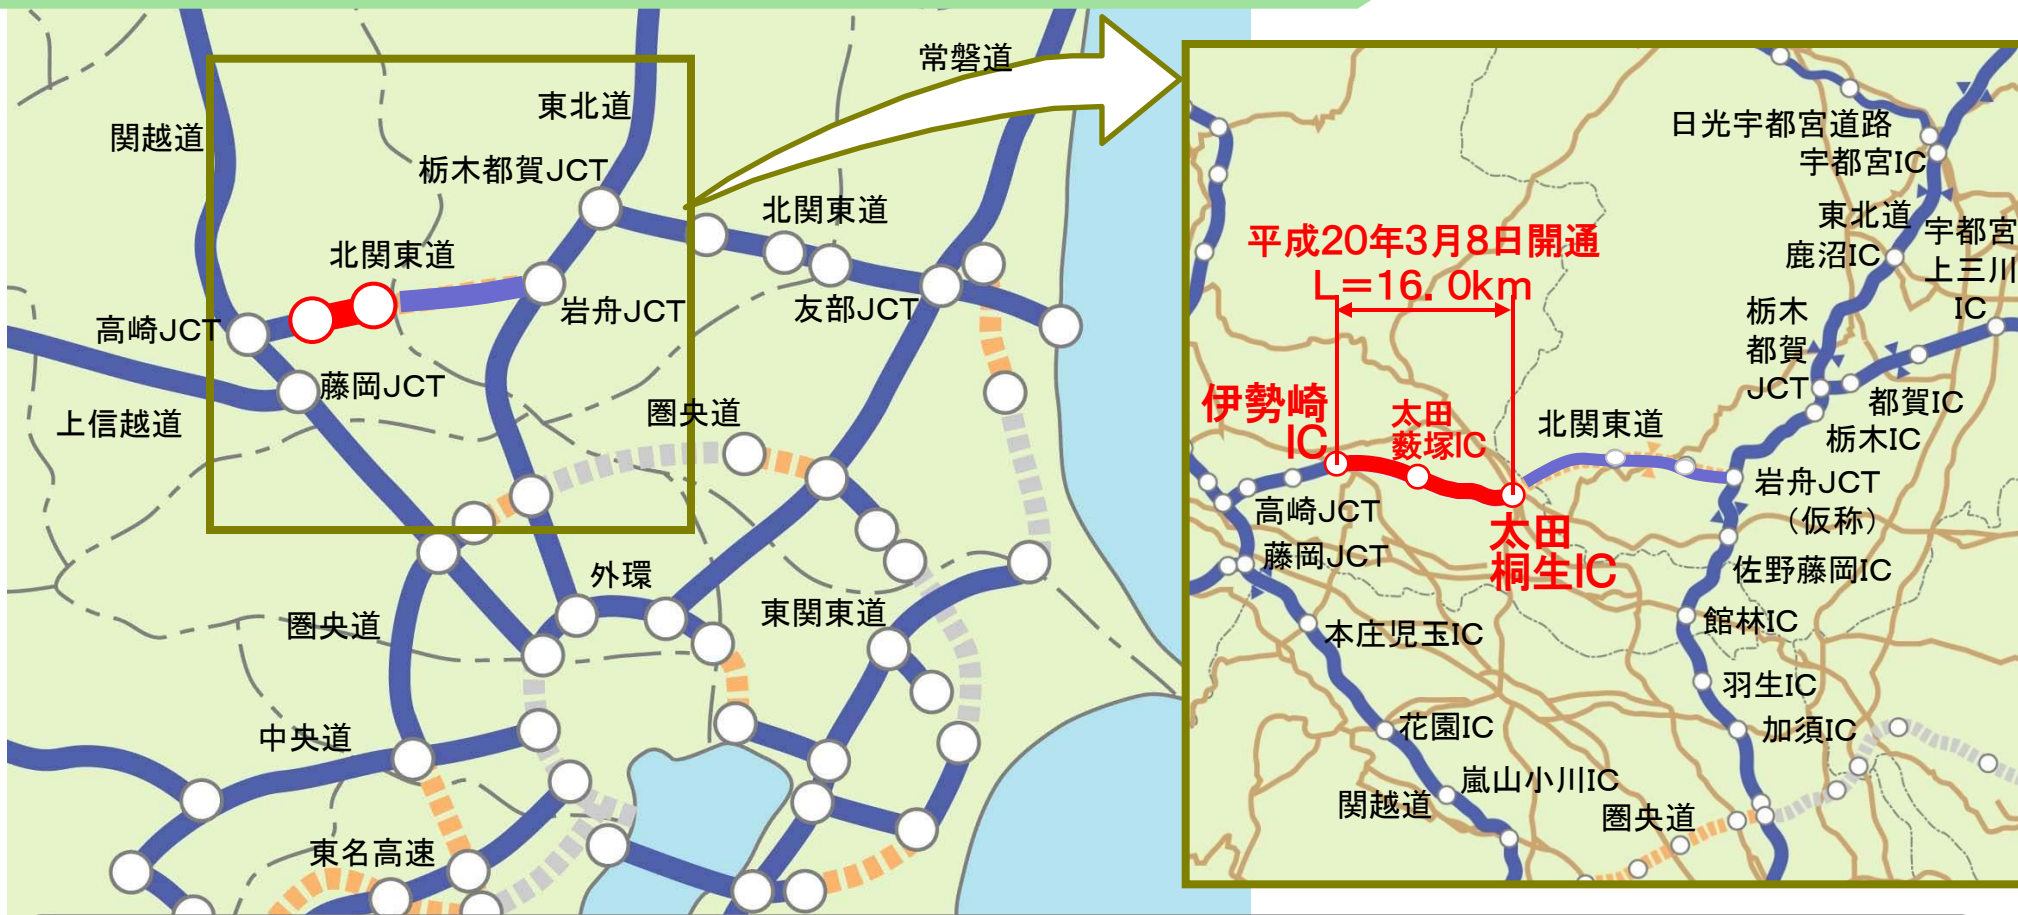 常磐道
東北道
関越道
栃木都賀JCT
北関東道
北関東道
岩舟JCT
友部JCT
高崎JCT
藤岡JCT
上信越道
圏央道
外環
東関東道
圏央道
中央道
東名高速
日光宇都宮道路
宇都宮IC
東北道
鹿沼IC
宇都宮
上三川
IC
平成20年3月8日開通
L=16．0km
栃木
都賀
JCT
伊勢崎
IC
太田
薮塚IC
北関東道
都賀IC
栃木IC
岩舟JCT
（仮称）
高崎JCT
太田
桐生IC
藤岡JCT
佐野藤岡IC
館林IC
本庄児玉IC
羽生IC
花園IC
加須IC
嵐山小川IC
関越道
圏央道